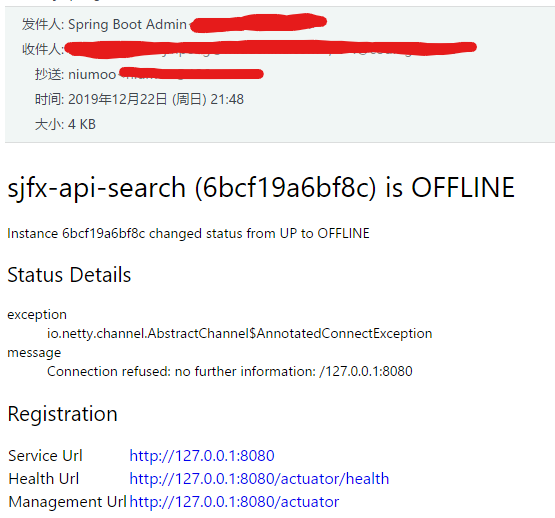 发件人: Spring Boot Admin
收件人:
抄送: niumoo
时间: 2019年12月22日 (周日) 21:48
大小: 4 KB
sjfx-api-search (6bcf19a6bf8c) is OFFLINE
Instance 6bcf19a6bf8c changed status from UP to OFFLINE
Status Details
exception
io.netty.channel.AbstractChannel$AnnotatedConnectException
message
Connection refused: no further information: /127.0.0.1:8080
Registration
Service Url http://127.0.0.1:8080
Health Url http://127.0.0.1:8080/actuator/health
Management Url http://127.0.0.1:8080/actuator